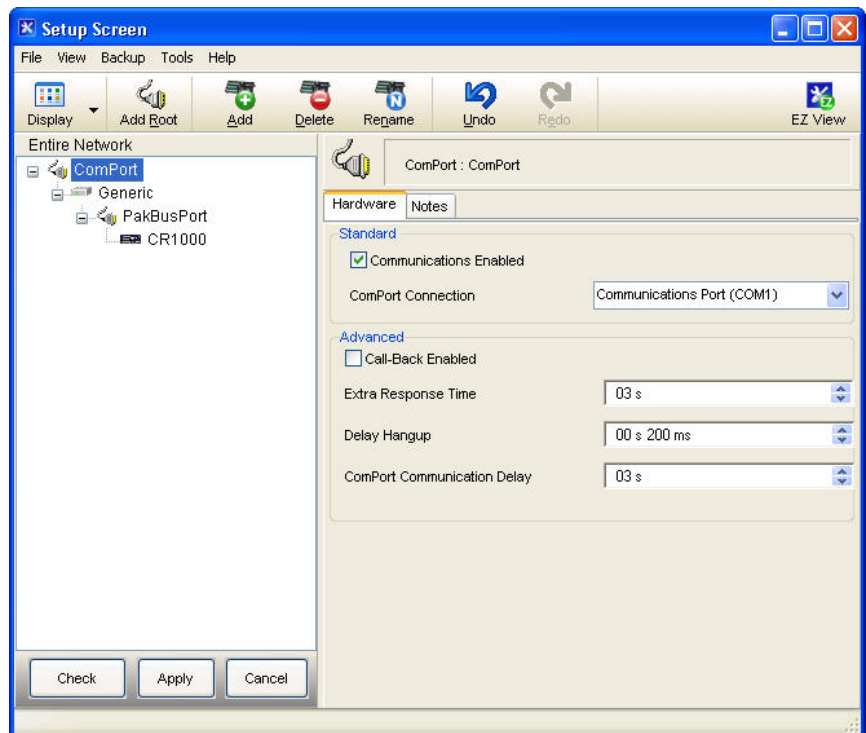 Setup Screen
File View Backup Tools Help
Display Add Root Add Delete Rename Undo Redo EZ View
Entire Network
ComPort
Generic
PakBusPort
CR1000
ComPort : ComPort
Hardware Notes
Standard
Communications Enabled
ComPort Connection Communications Port (COM1)
Advanced
Call-Back Enabled
Extra Response Time 03 s
Delay Hangup 00 s 200 ms
ComPort Communication Delay 03 s
Check Apply Cancel